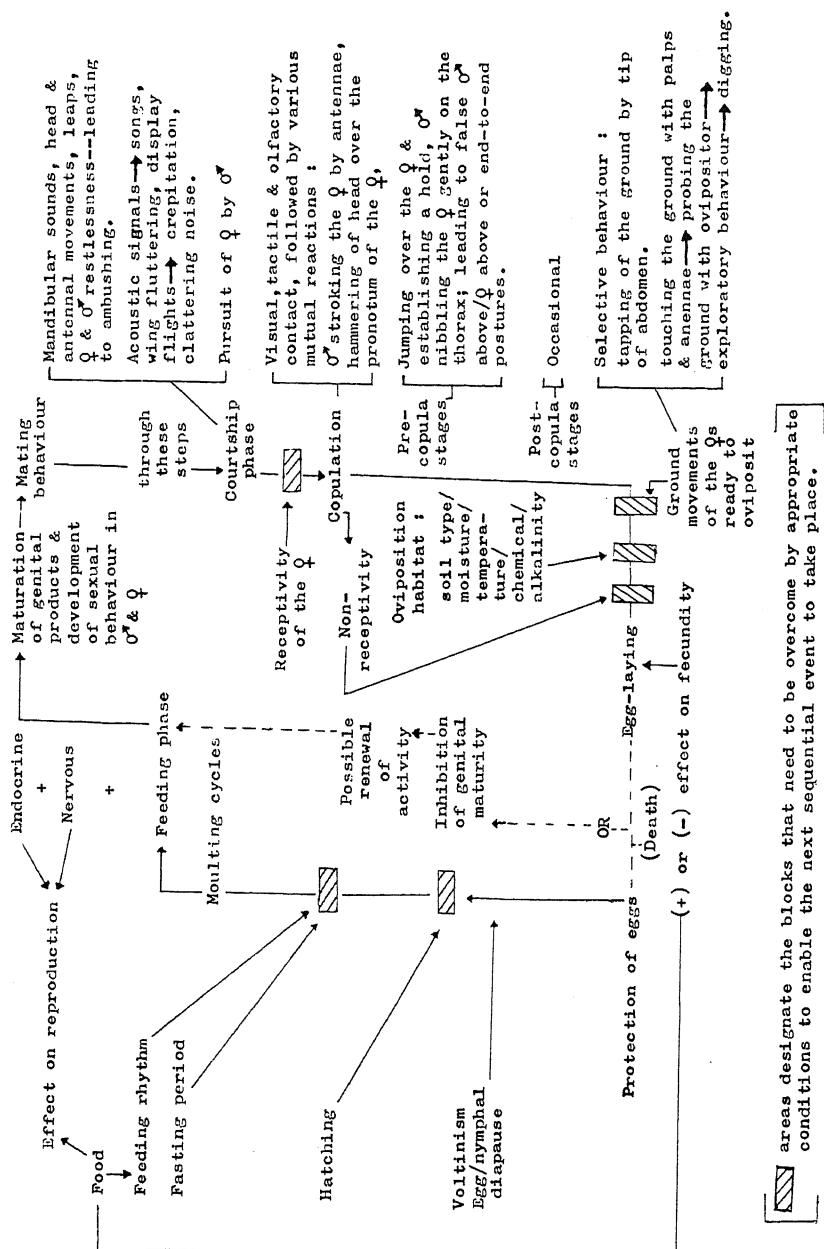 Effect on reproduction
Food
Feeding rhythm
Fasting period
Hatching
Voltinism
Egg/nymphal
diapause
Endocrine
+
Nervous
+
Feeding phase
Moulting cycles
Possible
renewal
of
activity
Inhibition
of genital
maturity
OR
(Death)
Protection of eggs
Egg-laying
(+) or (-) effect on fecundity
Maturation
of genital
products &
development
of sexual
behaviour in
♂ & ♀
Mating
behaviour
through
these
steps
Courtship
phase
Receptivity
of the ♀
Copulation
Non-
receptivity
Oviposition
habitat :
soil type/
moisture/
tempera-
ture/
chemical/
alkalinity
Pre-
copula
stages
Post-
copula
stages
Ground
movements
of the ♀s
ready to
oviposit
Mandibular sounds, head &
antennal movements, leaps,
♀ & ♂ restlessness--leading
to ambushing.
Acoustic signals→songs,
wing fluttering, display
flights→ crepitation,
clattering noise.
Pursuit of ♀ by ♂
Visual, tactile & olfactory
contact, followed by various
mutual reactions :
♂ stroking the ♀ by antennae,
hammering of head over the
pronotum of the ♀,
Jumping over the ♀ &
establishing a hold, ♂
nibbling the ♀ gently on the
thorax; leading to false ♂
above/♀ above or end-to-end
postures.
Occasional
Selective behaviour :
tapping of the ground by tip
of abdomen.
touching the ground with palps
& anennae→ probing the
ground with ovipositor→
exploratory behaviour→ digging.
areas designate the blocks that need to be overcome by appropriate
conditions to enable the next sequential event to take place.